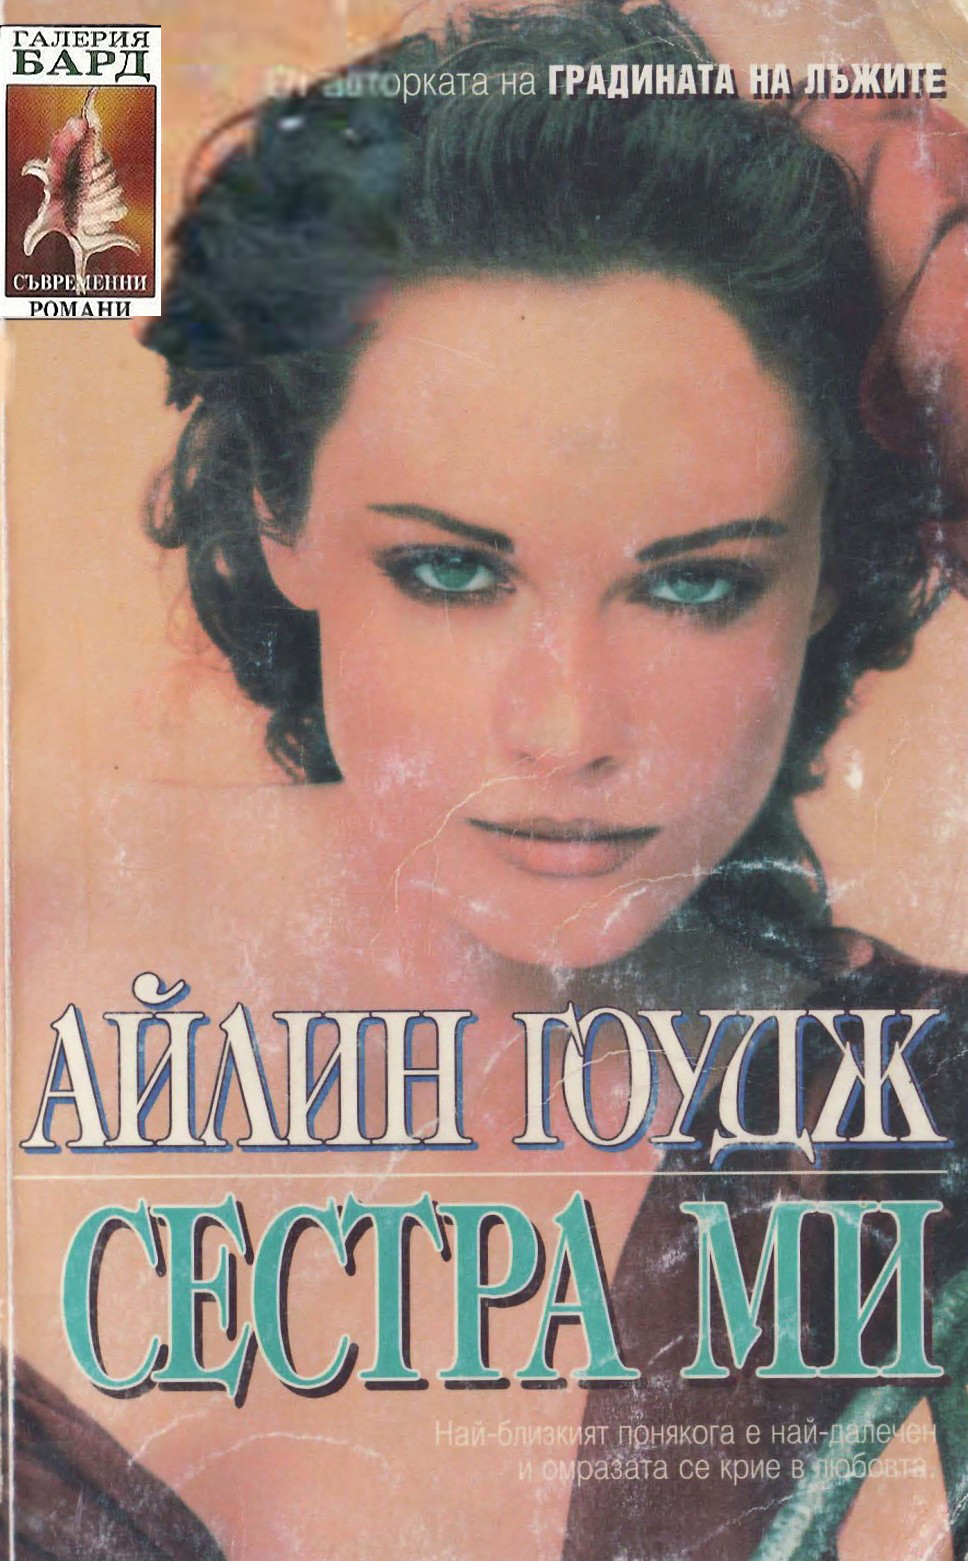 ГАЛЕРИЯ
БАРД
СЪВРЕМЕННИ
РОМАНИ
От авторката на ГРАДИНАТА НА ЛЪЖИТЕ
АЙЛИН ГОУДЖ
СЕСТРА МИ
Най-близкият понякога е най-далечен
и омразата се крие в любовта.